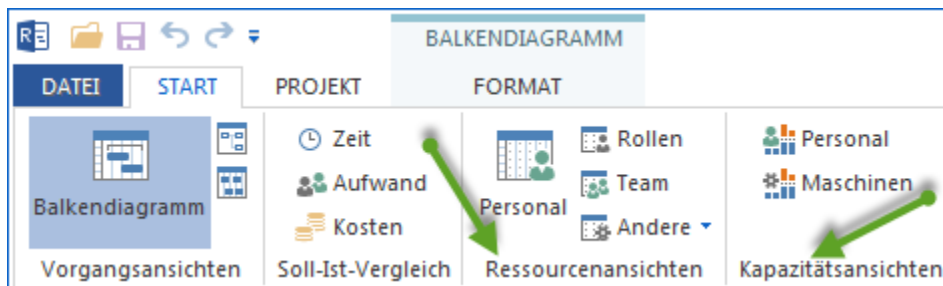 BALKENDIAGRAMM
DATEI START PROJEKT FORMAT
Balkendiagramm
Vorgangsansichten
Zeit
Aufwand
Kosten
Soll-Ist-Vergleich
Personal
Rollen
Team
Andere
Ressourcenansichten
Personal
Maschinen
Kapazitätsansichten